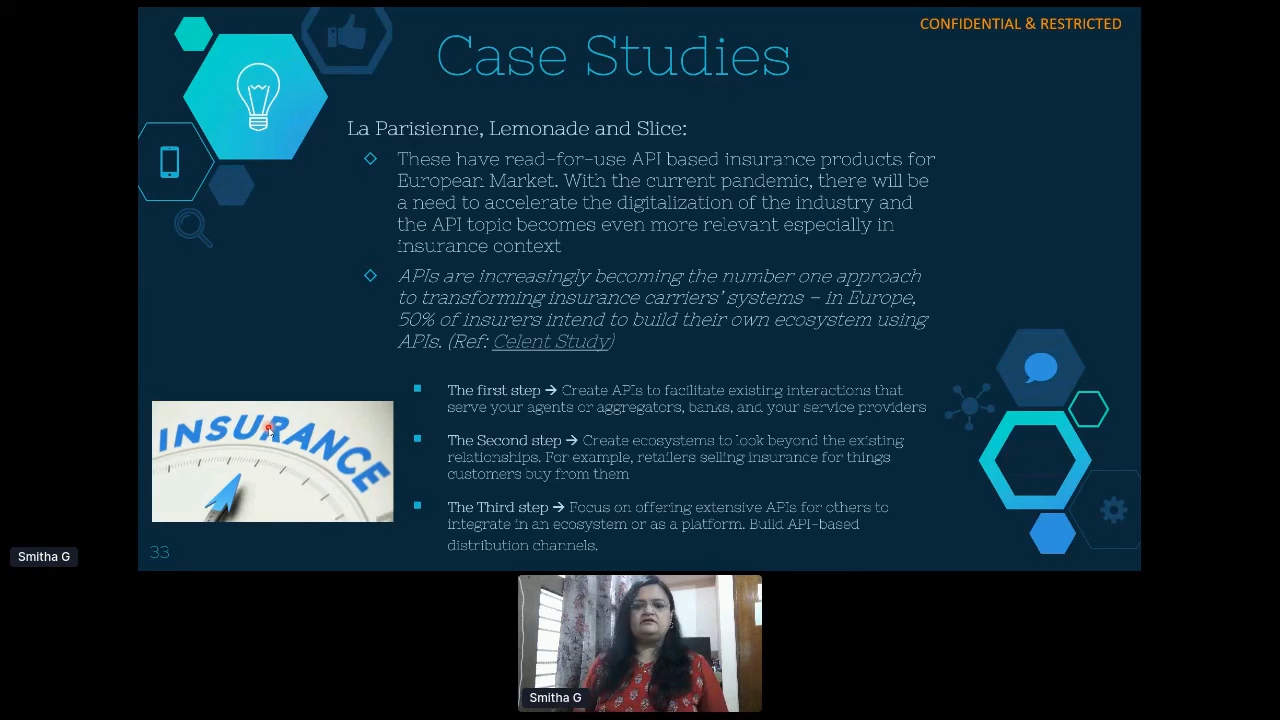 CONFIDENTIAL & RESTRICTED
Case Studies
La Parisienne, Lemonade and Slice:
These have read-for-use API based insurance products for
European Market. With the current pandemic, there will be
a need to accelerate the digitalization of the industry and
the API topic becomes even more relevant especially in
insurance context
APIs are increasingly becoming the number one approach
to transforming insurance carriers' systems – in Europe,
50% of insurers intend to build their own ecosystem using
APIs. (Ref: Celent Study)
The first step → Create APIs to facilitate existing interactions that
serve your agents or aggregators, banks, and your service providers
The Second step → Create ecosystems to look beyond the existing
relationships. For example, retailers selling insurance for things
customers buy from them
The Third step → Focus on offering extensive APIs for others to
integrate in an ecosystem or as a platform. Build API-based
distribution channels.
INSURANCE
33
Smitha G
Smitha G